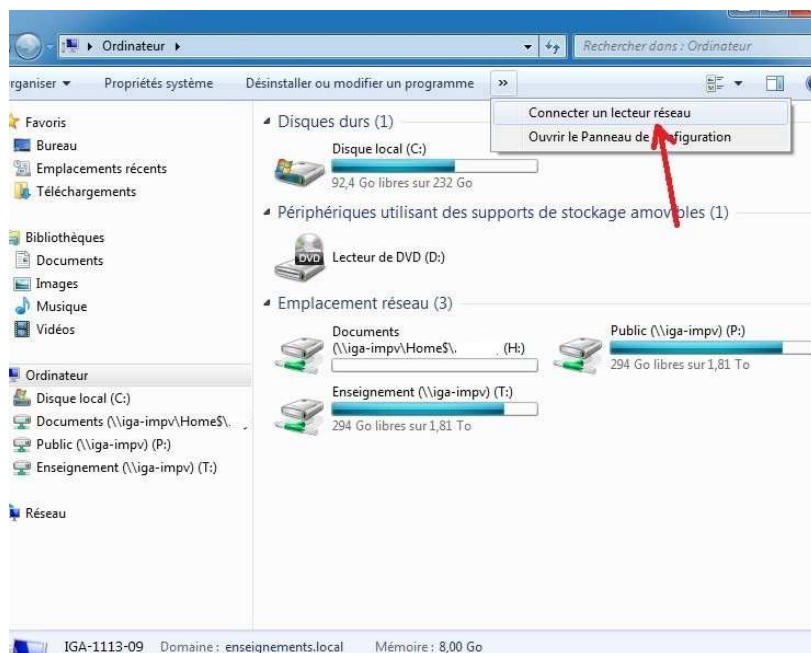 Ordinateur
Rechercher dans : Ordinateur
rganiser
Propriétés système
Désinstaller ou modifier un programme
»
Connecter un lecteur réseau
Ouvrir le Panneau de configuration
Favoris
Bureau
Emplacements récents
Téléchargements
Bibliothèques
Documents
Images
Musique
Vidéos
Ordinateur
Disque local (C:)
Documents (\\iga-impv\Home$\.
Public (\\iga-impv) (P:)
Enseignement (\\iga-impv) (T:)
Réseau
Disques durs (1)
Disque local (C:)
92,4 Go libres sur 232 Go
Périphériques utilisant des supports de stockage amovibles (1)
DVD
Lecteur de DVD (D:)
Emplacement réseau (3)
Documents
(\\iga-impv\Home$\. (H:)
Public (\\iga-impv) (P:)
294 Go libres sur 1,81 To
Enseignement (\\iga-impv) (T:)
294 Go libres sur 1,81 To
IGA-1113-09 Domaine : enseignements.local Mémoire : 8,00 Go